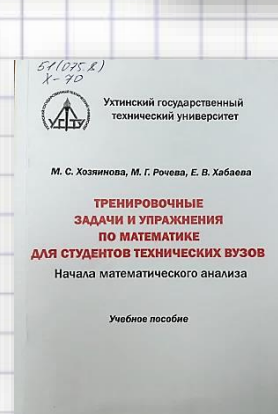 51(075.8)
Х-70
Ухтинский государственный
технический университет
УГТУ
М. С. Хозяинова, М. Г. Рочева, Е. В. Хабаева
ТРЕНИРОВОЧНЫЕ
ЗАДАЧИ И УПРАЖНЕНИЯ
ПО МАТЕМАТИКЕ
ДЛЯ СТУДЕНТОВ ТЕХНИЧЕСКИХ ВУЗОВ
Начала математического анализа
Учебное пособие